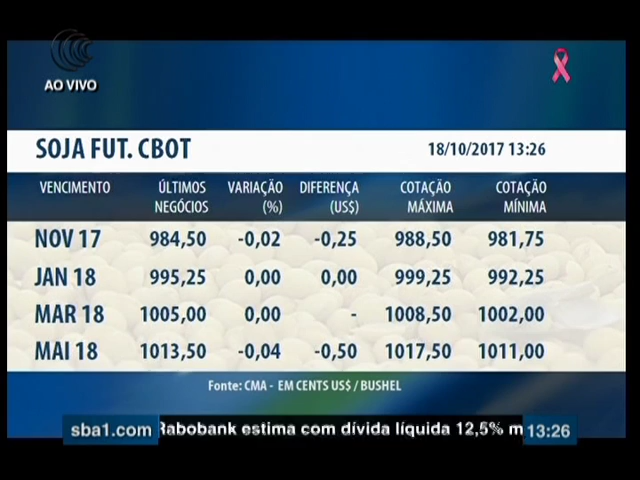 AO VIVO
SOJA FUT. CBOT 18/10/2017 13:26
VENCIMENTO ÚLTIMOS NEGÓCIOS VARIAÇÃO (%) DIFERENÇA (US$) COTAÇÃO MÁXIMA COTAÇÃO MÍNIMA
NOV 17 984,50 -0,02 -0,25 988,50 981,75
JAN 18 995,25 0,00 0,00 999,25 992,25
MAR 18 1005,00 0,00 - 1008,50 1002,00
MAI 18 1013,50 -0,04 -0,50 1017,50 1011,00
Fonte: CMA - EM CENTS US$ / BUSHEL
sba1.com Rabobank estima com dívida líquida 12,5% m 13:26